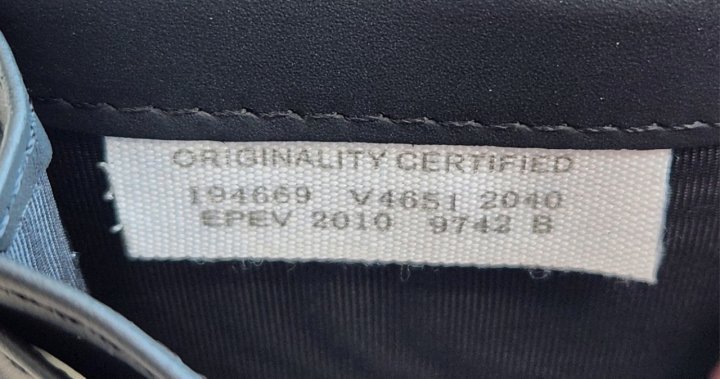 ORIGINALITY CERTIFIED
194669 V4651 2040
EPEV 2010 9742 B